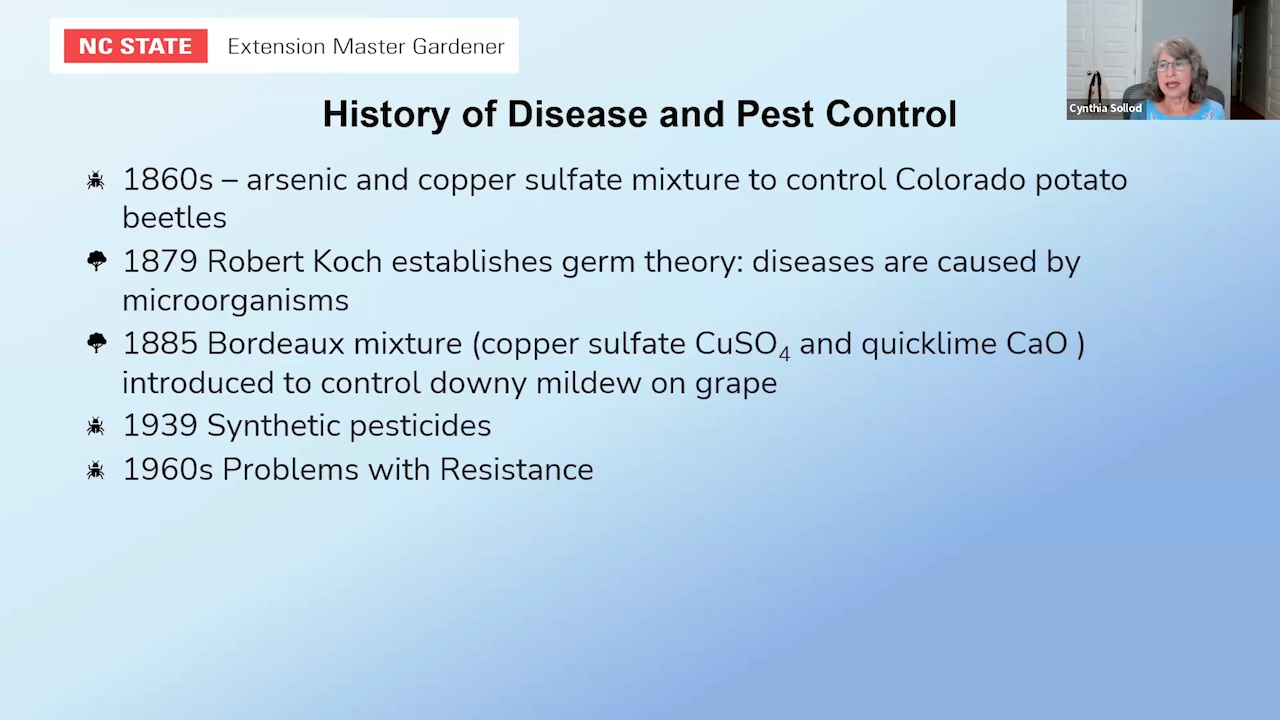 NC STATE Extension Master Gardener
Cynthia Sollod
History of Disease and Pest Control
1860s – arsenic and copper sulfate mixture to control Colorado potato
beetles
1879 Robert Koch establishes germ theory: diseases are caused by
microorganisms
1885 Bordeaux mixture (copper sulfate CuSO₄ and quicklime CaO )
introduced to control downy mildew on grape
1939 Synthetic pesticides
1960s Problems with Resistance